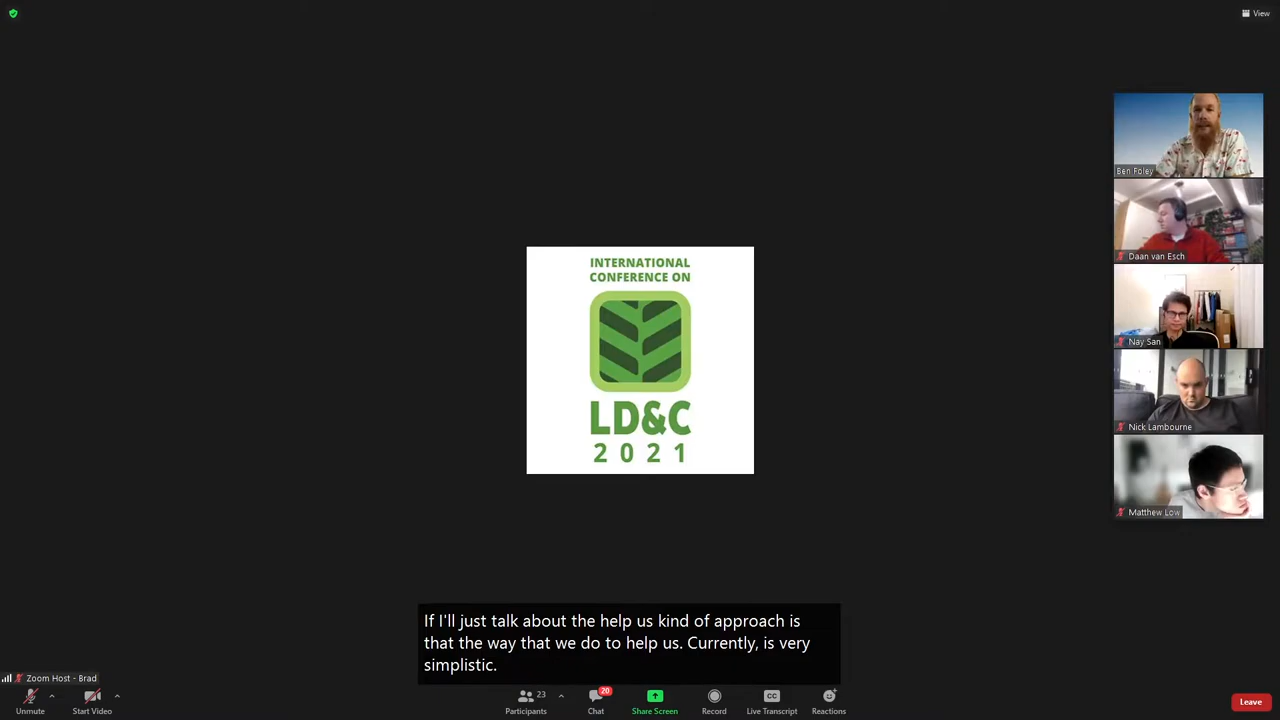 View
INTERNATIONAL
CONFERENCE ON
LD&C
2021
Ben Foley
Daan van Esch
Nay San
Nick Lambourne
Matthew Low
If I'll just talk about the help us kind of approach is
that the way that we do to help us. Currently, is very
simplistic.
Zoom Host - Brad
Unmute
Start Video
23
Participants
20
Chat
Share Screen
Record
CC
Live Transcript
Reactions
Leave